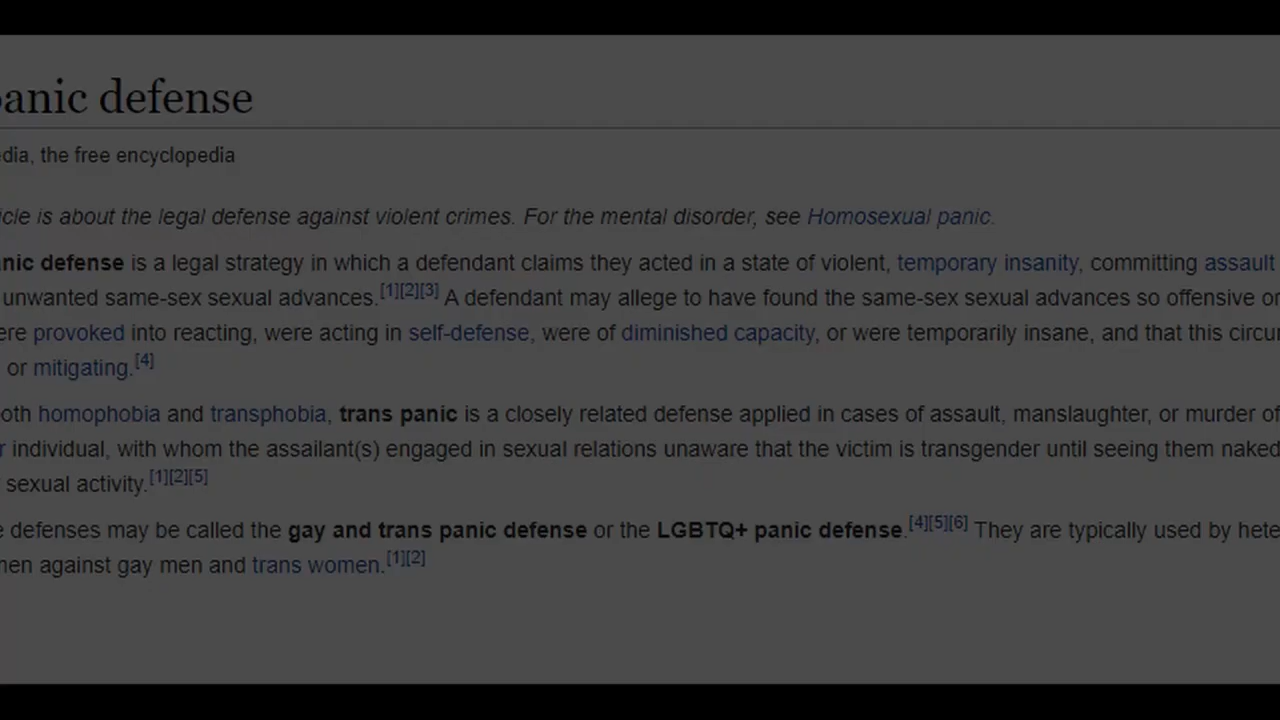 panic defense
edia, the free encyclopedia
icle is about the legal defense against violent crimes. For the mental disorder, see Homosexual panic.
anic defense is a legal strategy in which a defendant claims they acted in a state of violent, temporary insanity, committing assault
unwanted same-sex sexual advances.[1][2][3] A defendant may allege to have found the same-sex sexual advances so offensive or
ere provoked into reacting, were acting in self-defense, were of diminished capacity, or were temporarily insane, and that this circu
or mitigating.[4]
oth homophobia and transphobia, trans panic is a closely related defense applied in cases of assault, manslaughter, or murder of
r individual, with whom the assailant(s) engaged in sexual relations unaware that the victim is transgender until seeing them naked
sexual activity.[1][2][5]
e defenses may be called the gay and trans panic defense or the LGBTQ+ panic defense.[4][5][6] They are typically used by hete
men against gay men and trans women.[1][2]